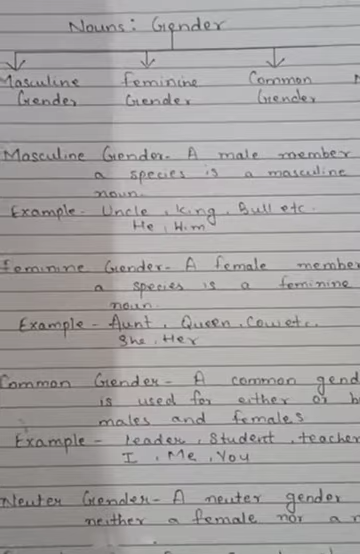 Nouns: Gender
Masculine Gender
Feminine Gender
Common Gender
Masculine Gender- A male member
a species is a masculine
noun.
Example- Uncle, King, Bull etc.
He, Him
Feminine Gender- A female member
a species is a feminine
noun.
Example- Aunt, Queen, Cow etc.
She, Her
Common Gender- A common gend
is used for either or b
males and females
Example- leader, Student, teacher
I, Me, You
Neuter Gender- A neuter gender
neither a female nor a